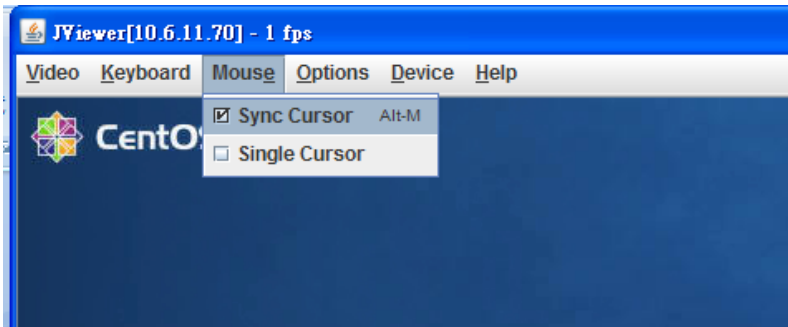 JViewer[10.6.11.70] - 1 fps
Video Keyboard Mouse Options Device Help
Sync Cursor Alt-M
CentO
Single Cursor